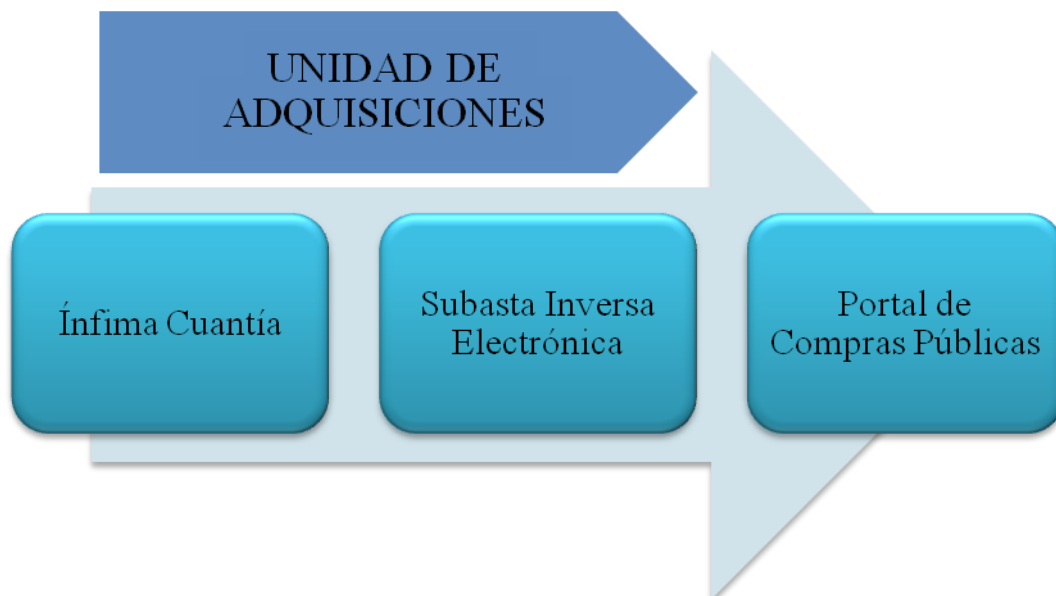 UNIDAD DE
ADQUISICIONES
Ínfima Cuantía
Subasta Inversa
Electrónica
Portal de
Compras Públicas